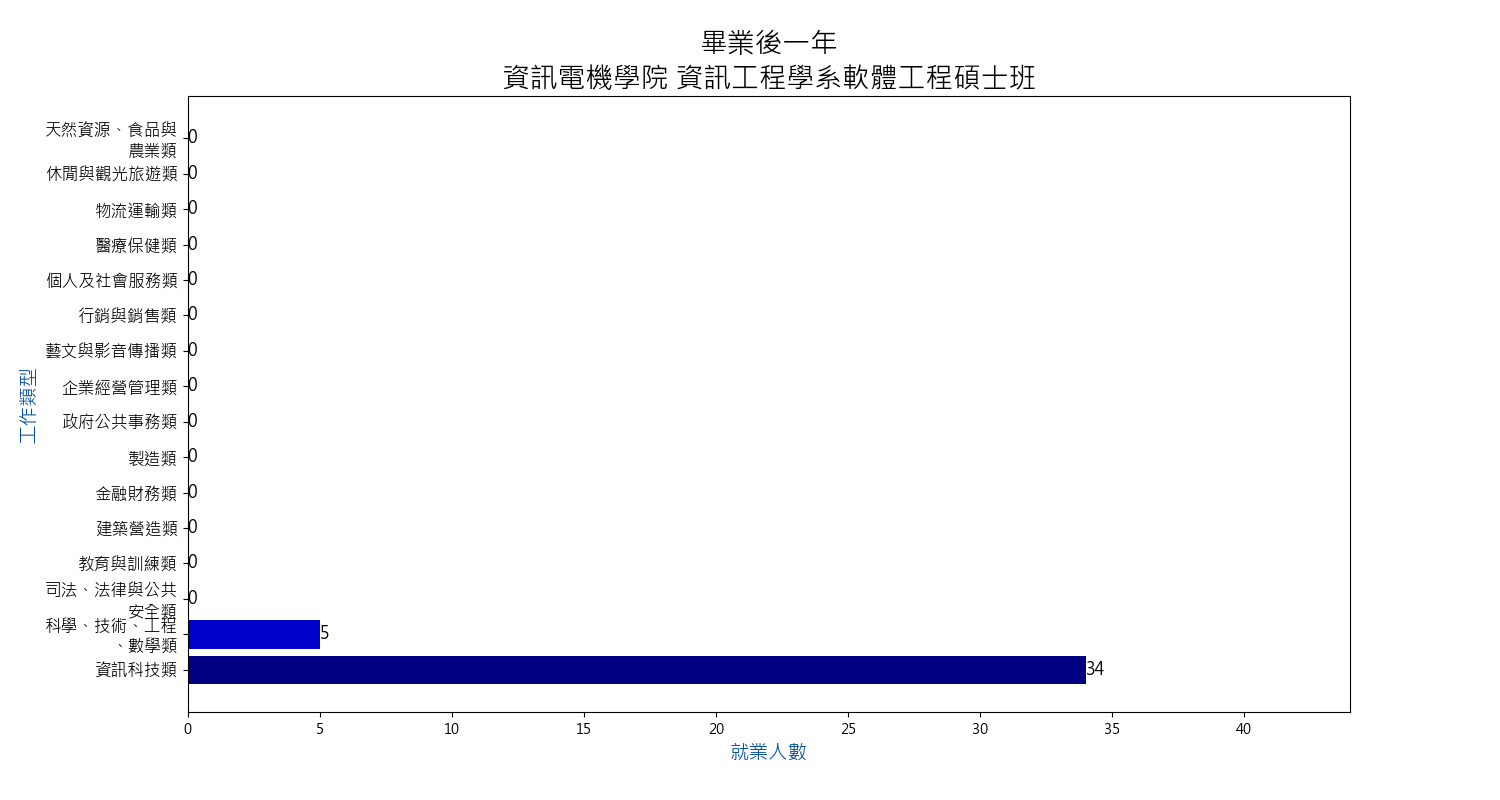 畢業後一年
資訊電機學院 資訊工程學系軟體工程碩士班
天然資源、食品與
農業類
0
休閒與觀光旅遊類
0
物流運輸類
0
醫療保健類
0
個人及社會服務類
0
行銷與銷售類
0
藝文與影音傳播類
0
企業經營管理類
0
政府公共事務類
0
製造類
0
金融財務類
0
建築營造類
0
教育與訓練類
0
司法、法律與公共
安全類
0
科學、技術、工程
、數學類
5
資訊科技類
34
工作類型
0 5 10 15 20 25 30 35 40
就業人數